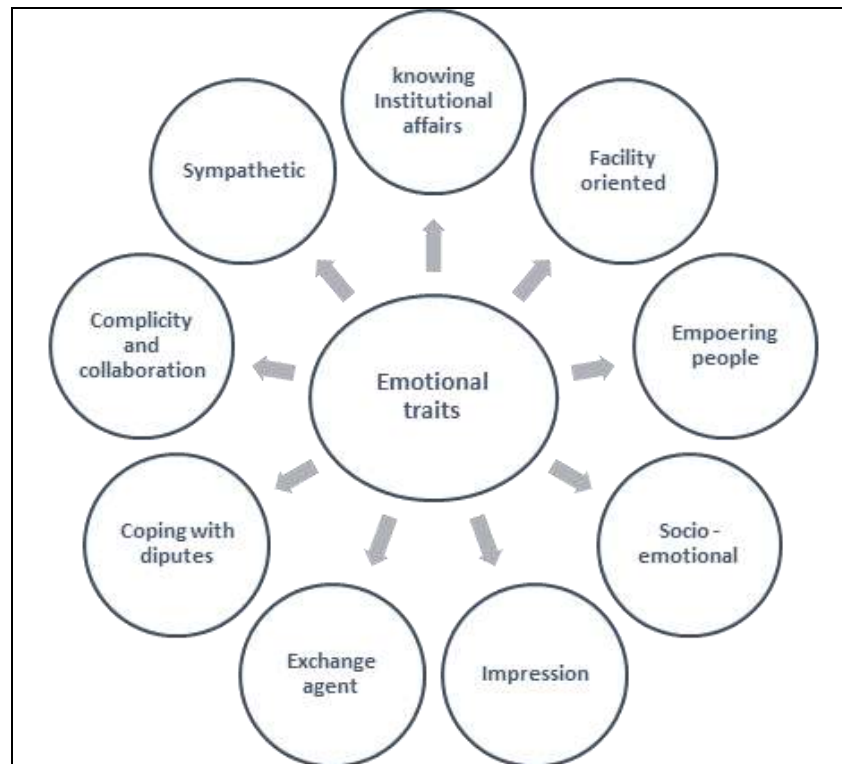 knowing
Institutional
affairs
Facility
oriented
Empoering
people
Socio -
emotional
Impression
Exchange
agent
Coping with
diputes
Complicity
and
collaboration
Sympathetic
Emotional
traits